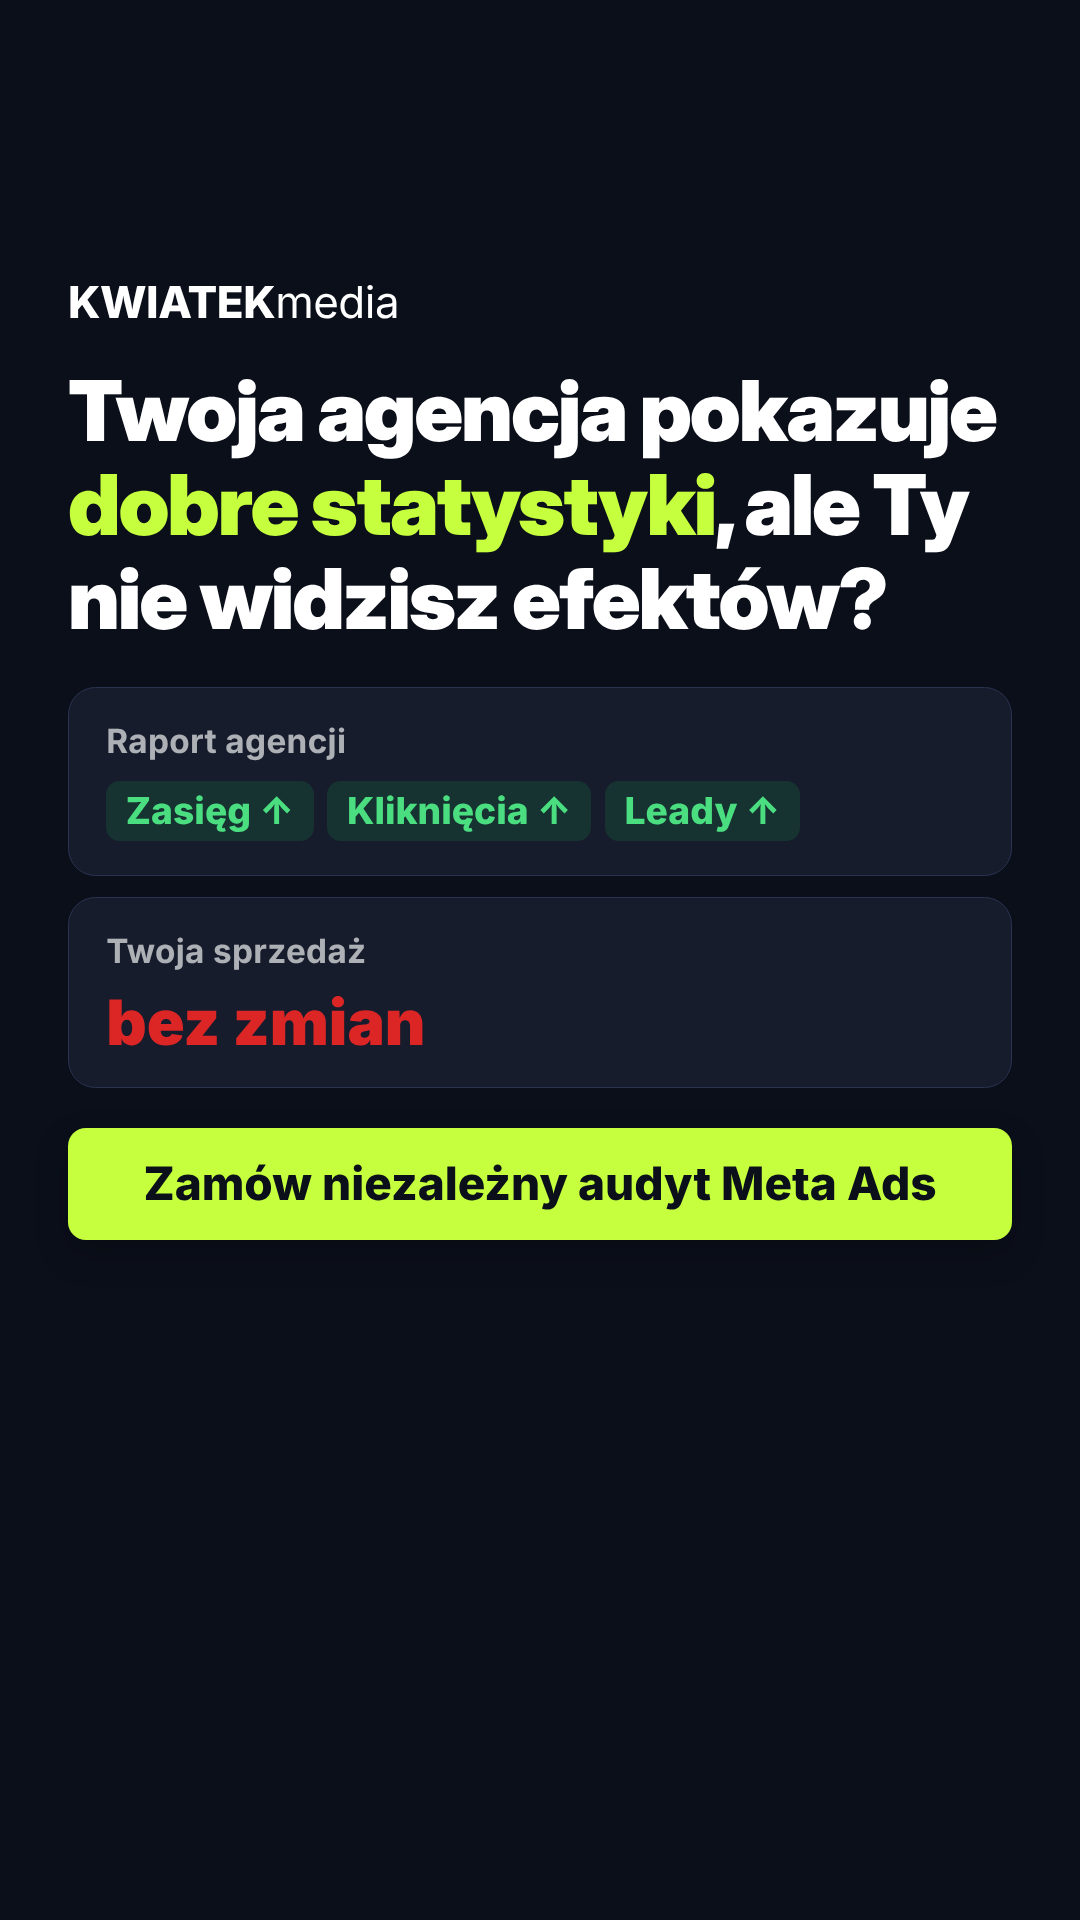 KWIATEKmedia
Twoja agencja pokazuje
dobre statystyki, ale Ty
nie widzisz efektów?
Raport agencji
Zasięg ↑ Kliknięcia ↑ Leady ↑
Twoja sprzedaż
bez zmian
Zamów niezależny audyt Meta Ads